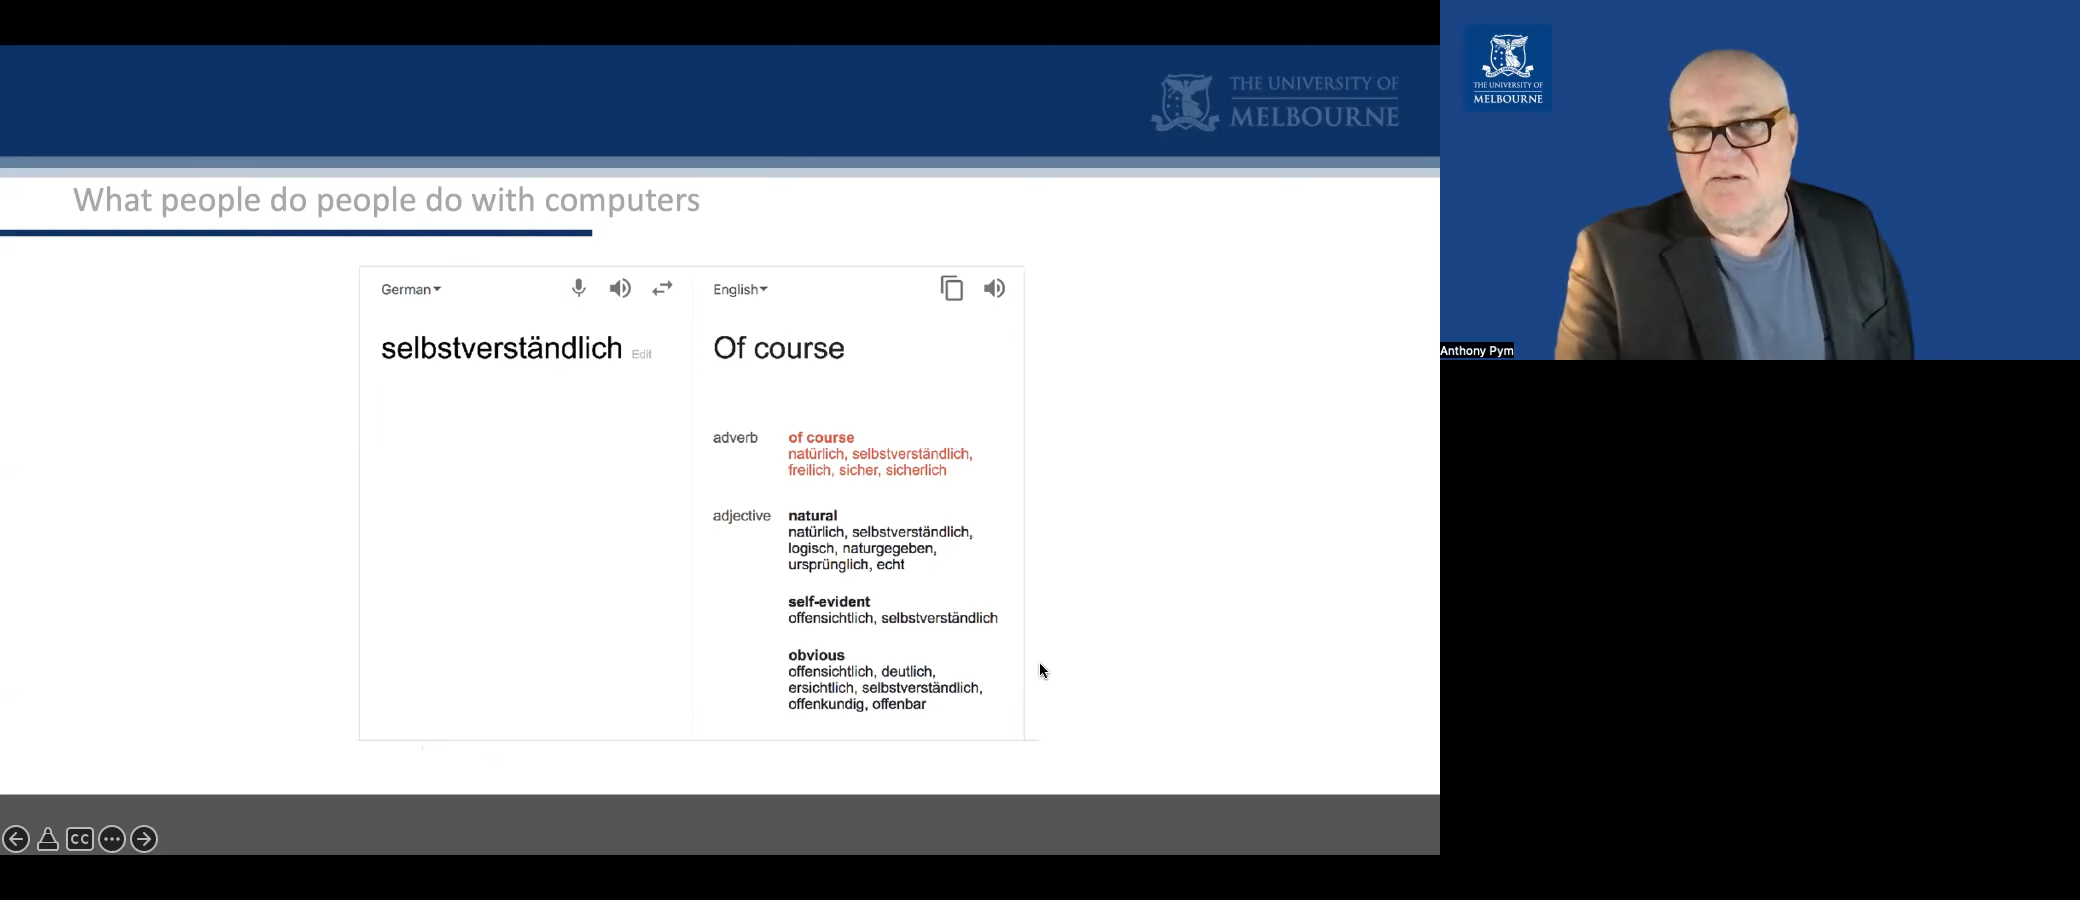 THE UNIVERSITY OF
MELBOURNE
What people do people do with computers
German
English
selbstverständlich Edit
Of course
adverb
of course
natürlich, selbstverständlich,
freilich, sicher, sicherlich
adjective
natural
natürlich, selbstverständlich,
logisch, naturgegeben,
ursprünglich, echt
self-evident
offensichtlich, selbstverständlich
obvious
offensichtlich, deutlich,
ersichtlich, selbstverständlich,
offenkundig, offenbar
CC
THE UNIVERSITY OF
MELBOURNE
Anthony Pym